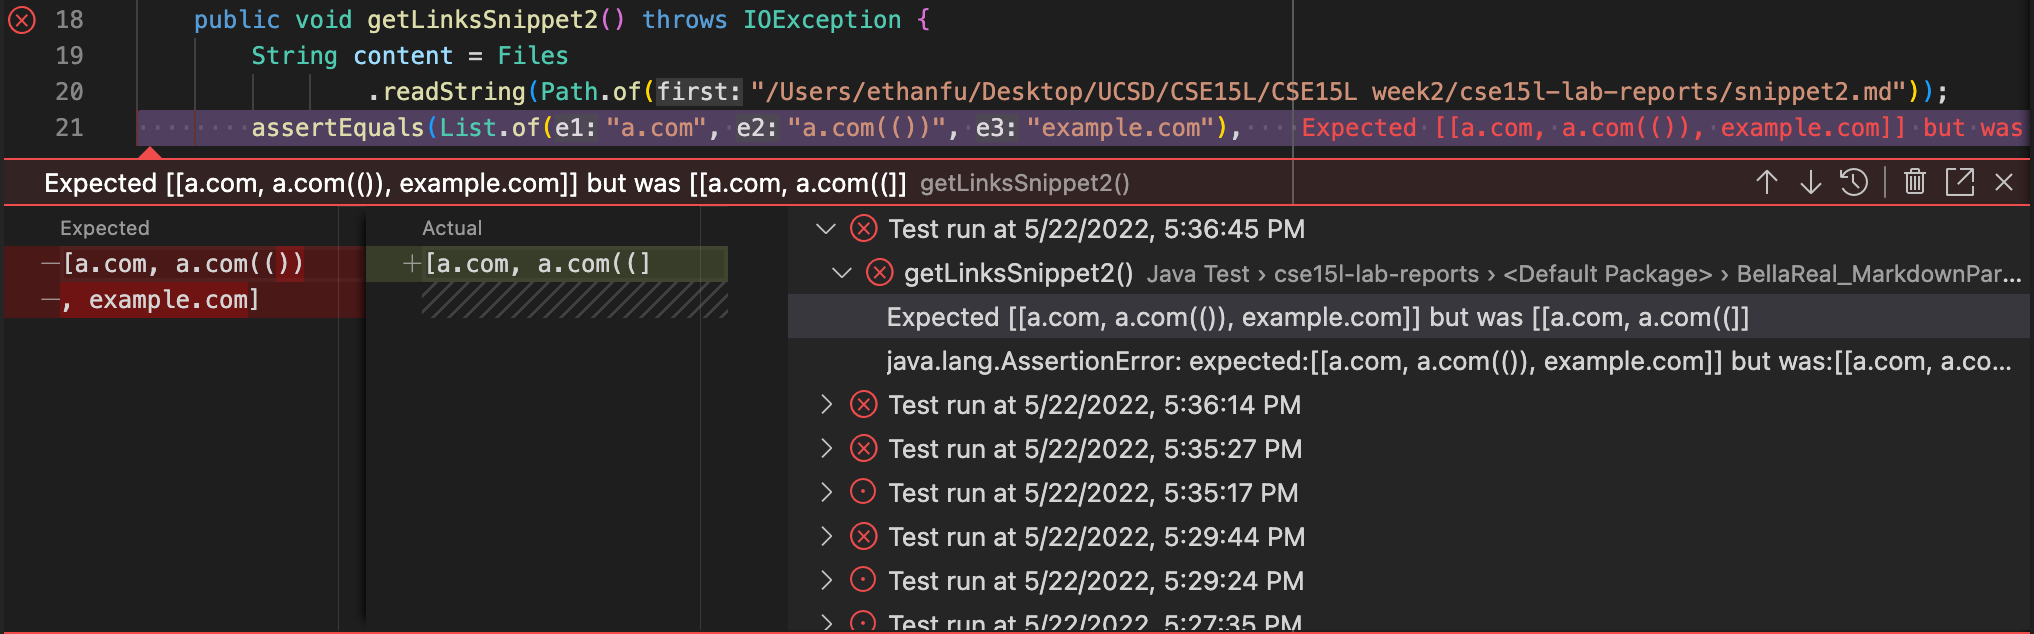 18 public void getLinksSnippet2() throws IOException {
19 String content = Files
20 .readString(Path.of(first: "/Users/ethanfu/Desktop/UCSD/CSE15L/CSE15L week2/cse15l-lab-reports/snippet2.md"));
21 assertEquals(List.of(e1: "a.com", e2: "a.com(())", e3: "example.com"), Expected [[a.com, a.com(()), example.com]] but was
Expected [[a.com, a.com(()), example.com]] but was [[a.com, a.com((]] getLinksSnippet2()
Expected
—[a.com, a.com(())
—, example.com]
Actual
+[a.com, a.com((]
Test run at 5/22/2022, 5:36:45 PM
getLinksSnippet2() Java Test › cse15l-lab-reports › <Default Package> › BellaReal_MarkdownPar...
Expected [[a.com, a.com(()), example.com]] but was [[a.com, a.com((]]
java.lang.AssertionError: expected:[[a.com, a.com(()), example.com]] but was:[[a.com, a.co...
Test run at 5/22/2022, 5:36:14 PM
Test run at 5/22/2022, 5:35:27 PM
Test run at 5/22/2022, 5:35:17 PM
Test run at 5/22/2022, 5:29:44 PM
Test run at 5/22/2022, 5:29:24 PM
Test run at 5/22/2022, 5:27:35 PM